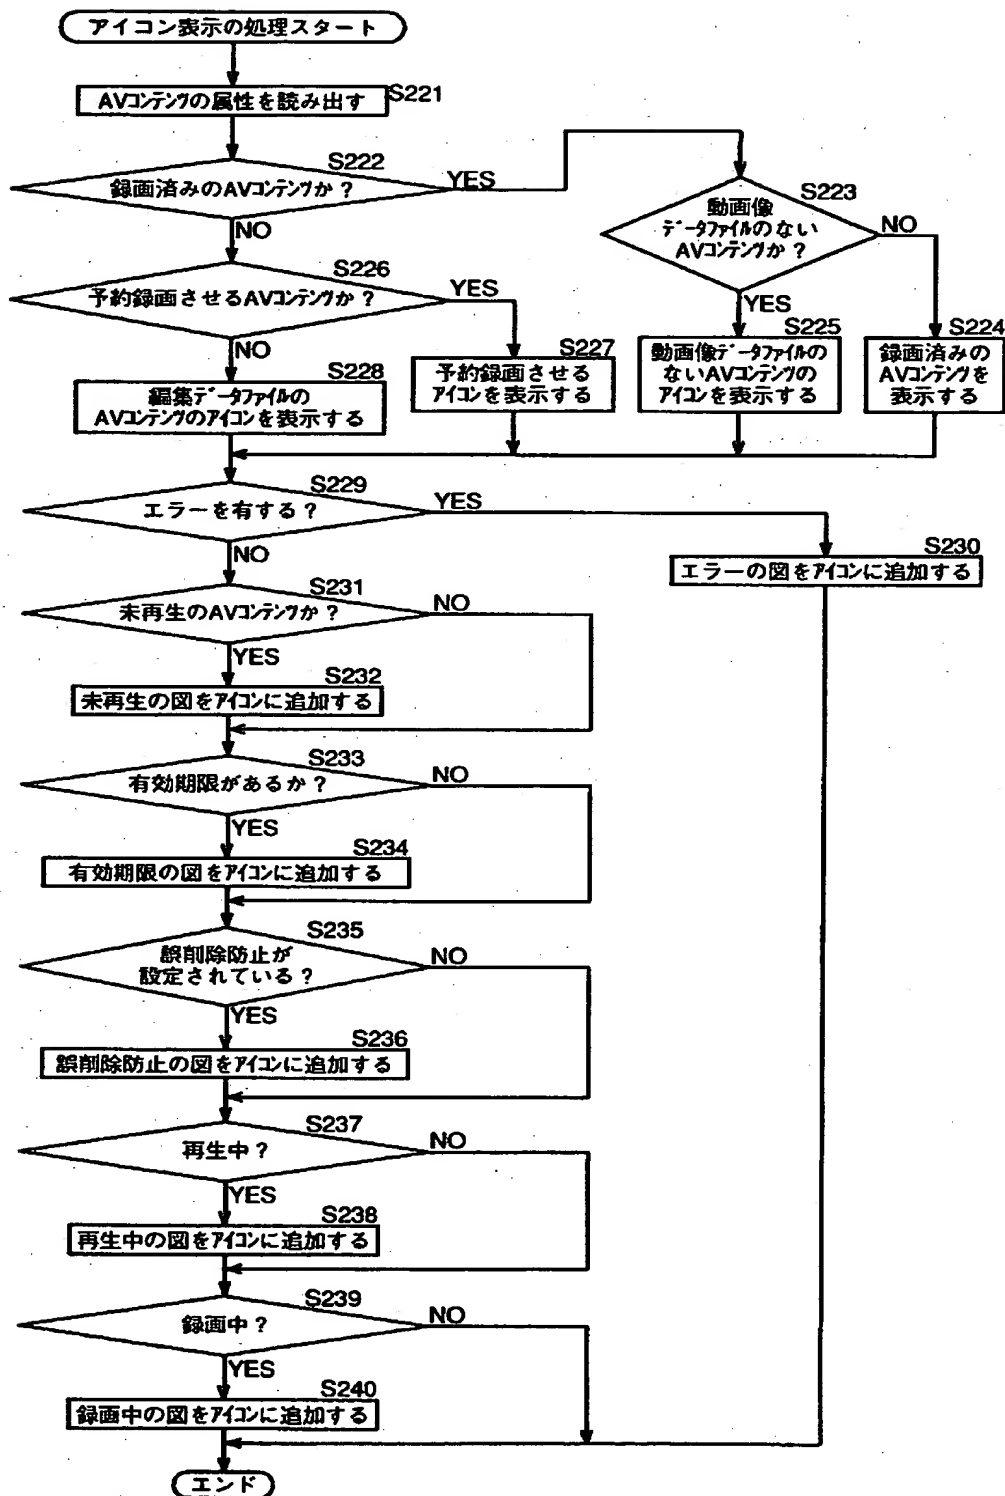 アイコン表示の処理スタート
S221
AVコンテンツの属性を読み出す
S222
録画済みのAVコンテンツか？
YES
NO
S223
動画像
データファイルのない
AVコンテンツか？
NO
YES
S226
予約録画させるAVコンテンツか？
YES
NO
S227
予約録画させる
アイコンを表示する
S225
動画像データファイルの
ないAVコンテンツの
アイコンを表示する
S224
録画済みの
AVコンテンツを
表示する
S228
編集データファイルの
AVコンテンツのアイコンを表示する
S229
エラーを有する？
YES
NO
S230
エラーの図をアイコンに追加する
S231
未再生のAVコンテンツか？
NO
YES
S232
未再生の図をアイコンに追加する
S233
有効期限があるか？
NO
YES
S234
有効期限の図をアイコンに追加する
S235
誤削除防止が
設定されている？
NO
YES
S236
誤削除防止の図をアイコンに追加する
S237
再生中？
NO
YES
S238
再生中の図をアイコンに追加する
S239
録画中？
NO
YES
S240
録画中の図をアイコンに追加する
エンド